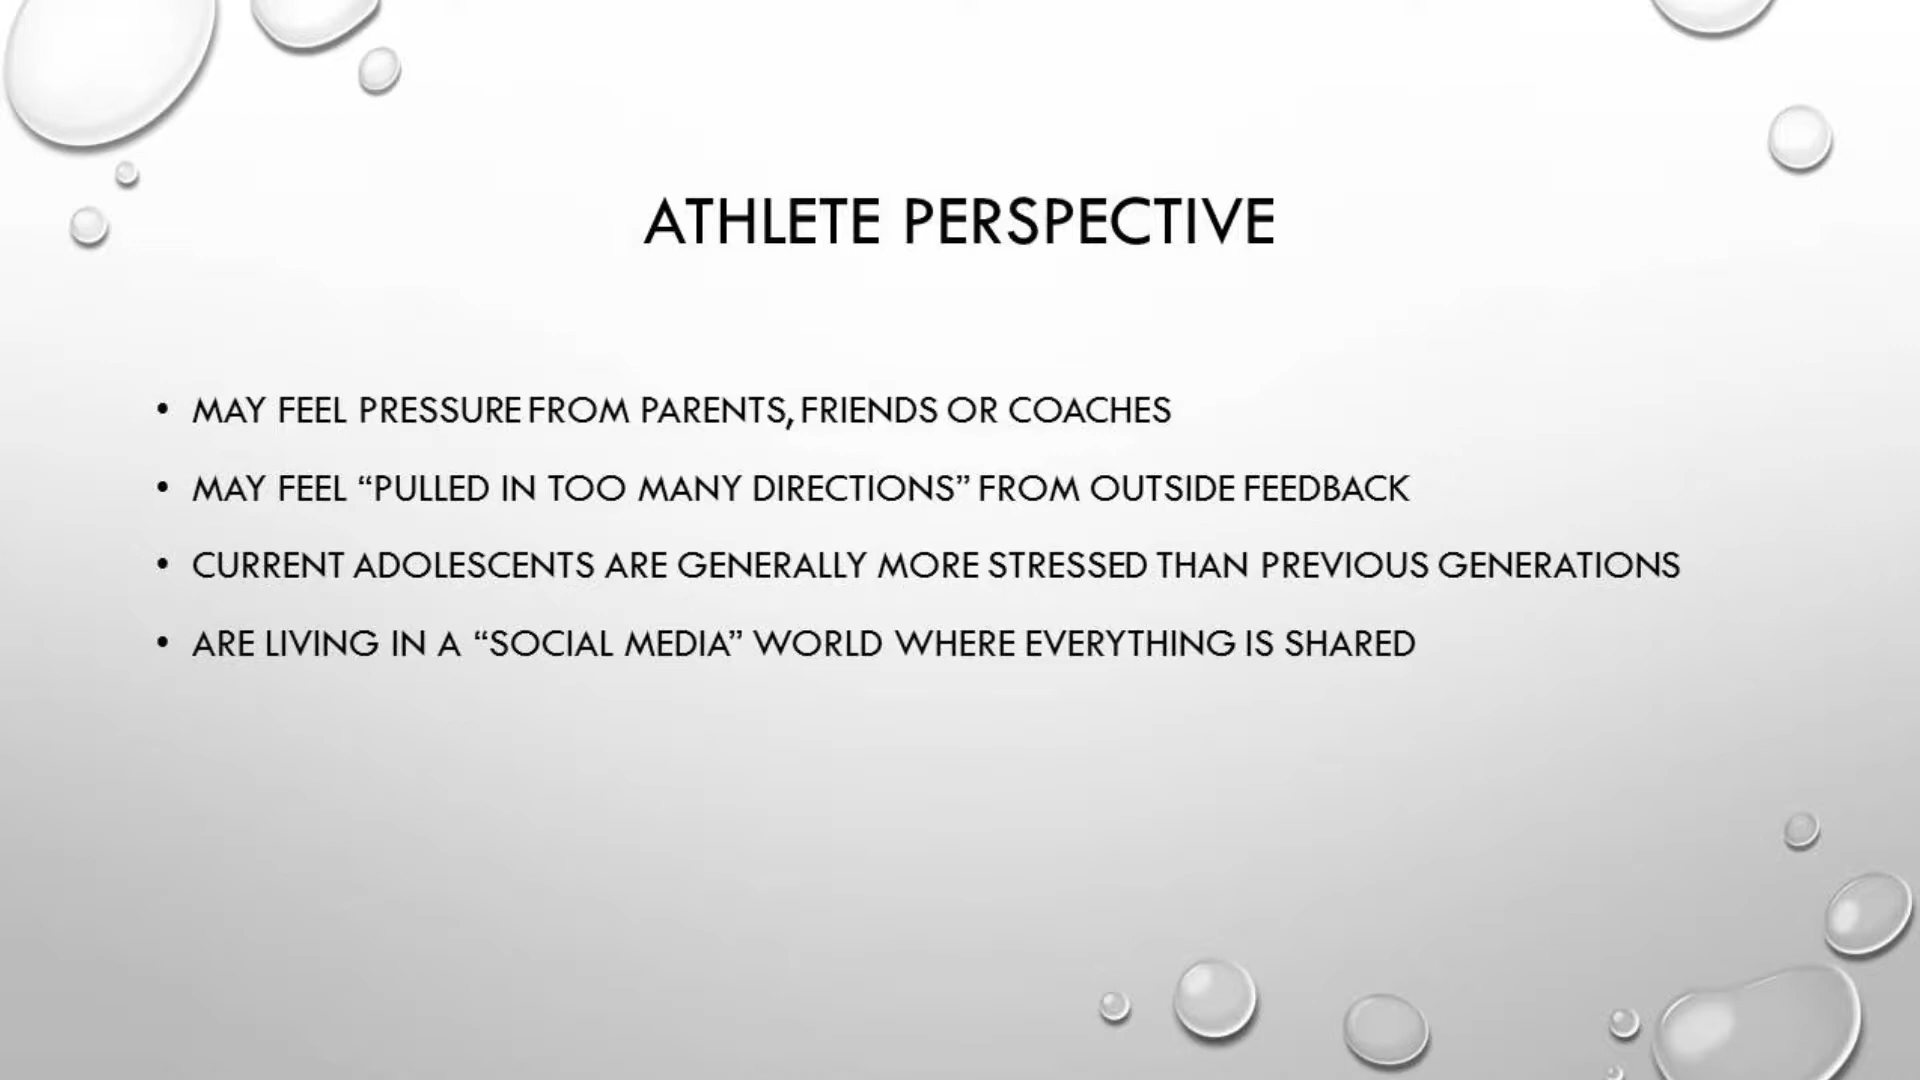 ATHLETE PERSPECTIVE
• MAY FEEL PRESSURE FROM PARENTS, FRIENDS OR COACHES
• MAY FEEL “PULLED IN TOO MANY DIRECTIONS” FROM OUTSIDE FEEDBACK
• CURRENT ADOLESCENTS ARE GENERALLY MORE STRESSED THAN PREVIOUS GENERATIONS
• ARE LIVING IN A “SOCIAL MEDIA” WORLD WHERE EVERYTHING IS SHARED